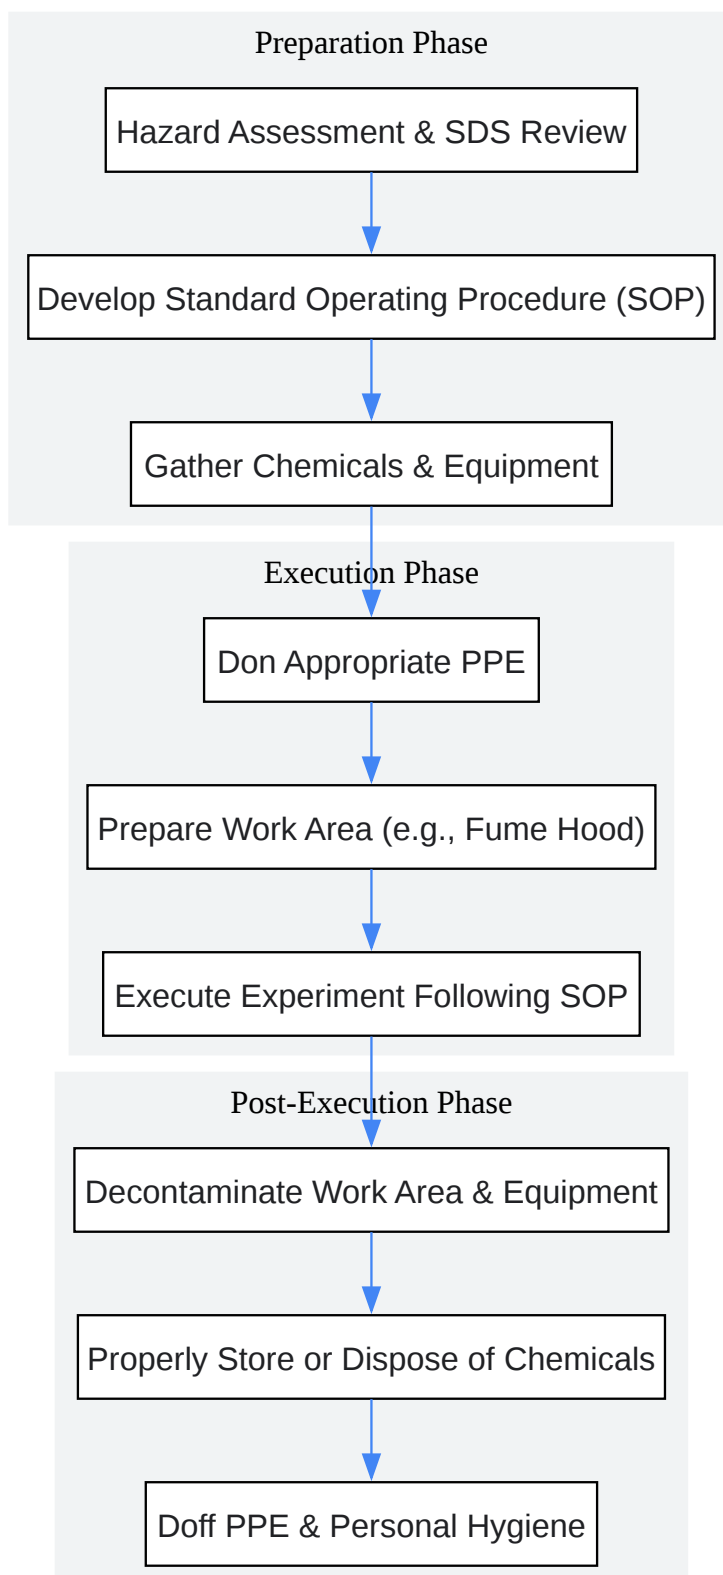 Preparation Phase
Hazard Assessment & SDS Review
Develop Standard Operating Procedure (SOP)
Gather Chemicals & Equipment
Execution Phase
Don Appropriate PPE
Prepare Work Area (e.g., Fume Hood)
Execute Experiment Following SOP
Post-Execution Phase
Decontaminate Work Area & Equipment
Properly Store or Dispose of Chemicals
Doff PPE & Personal Hygiene